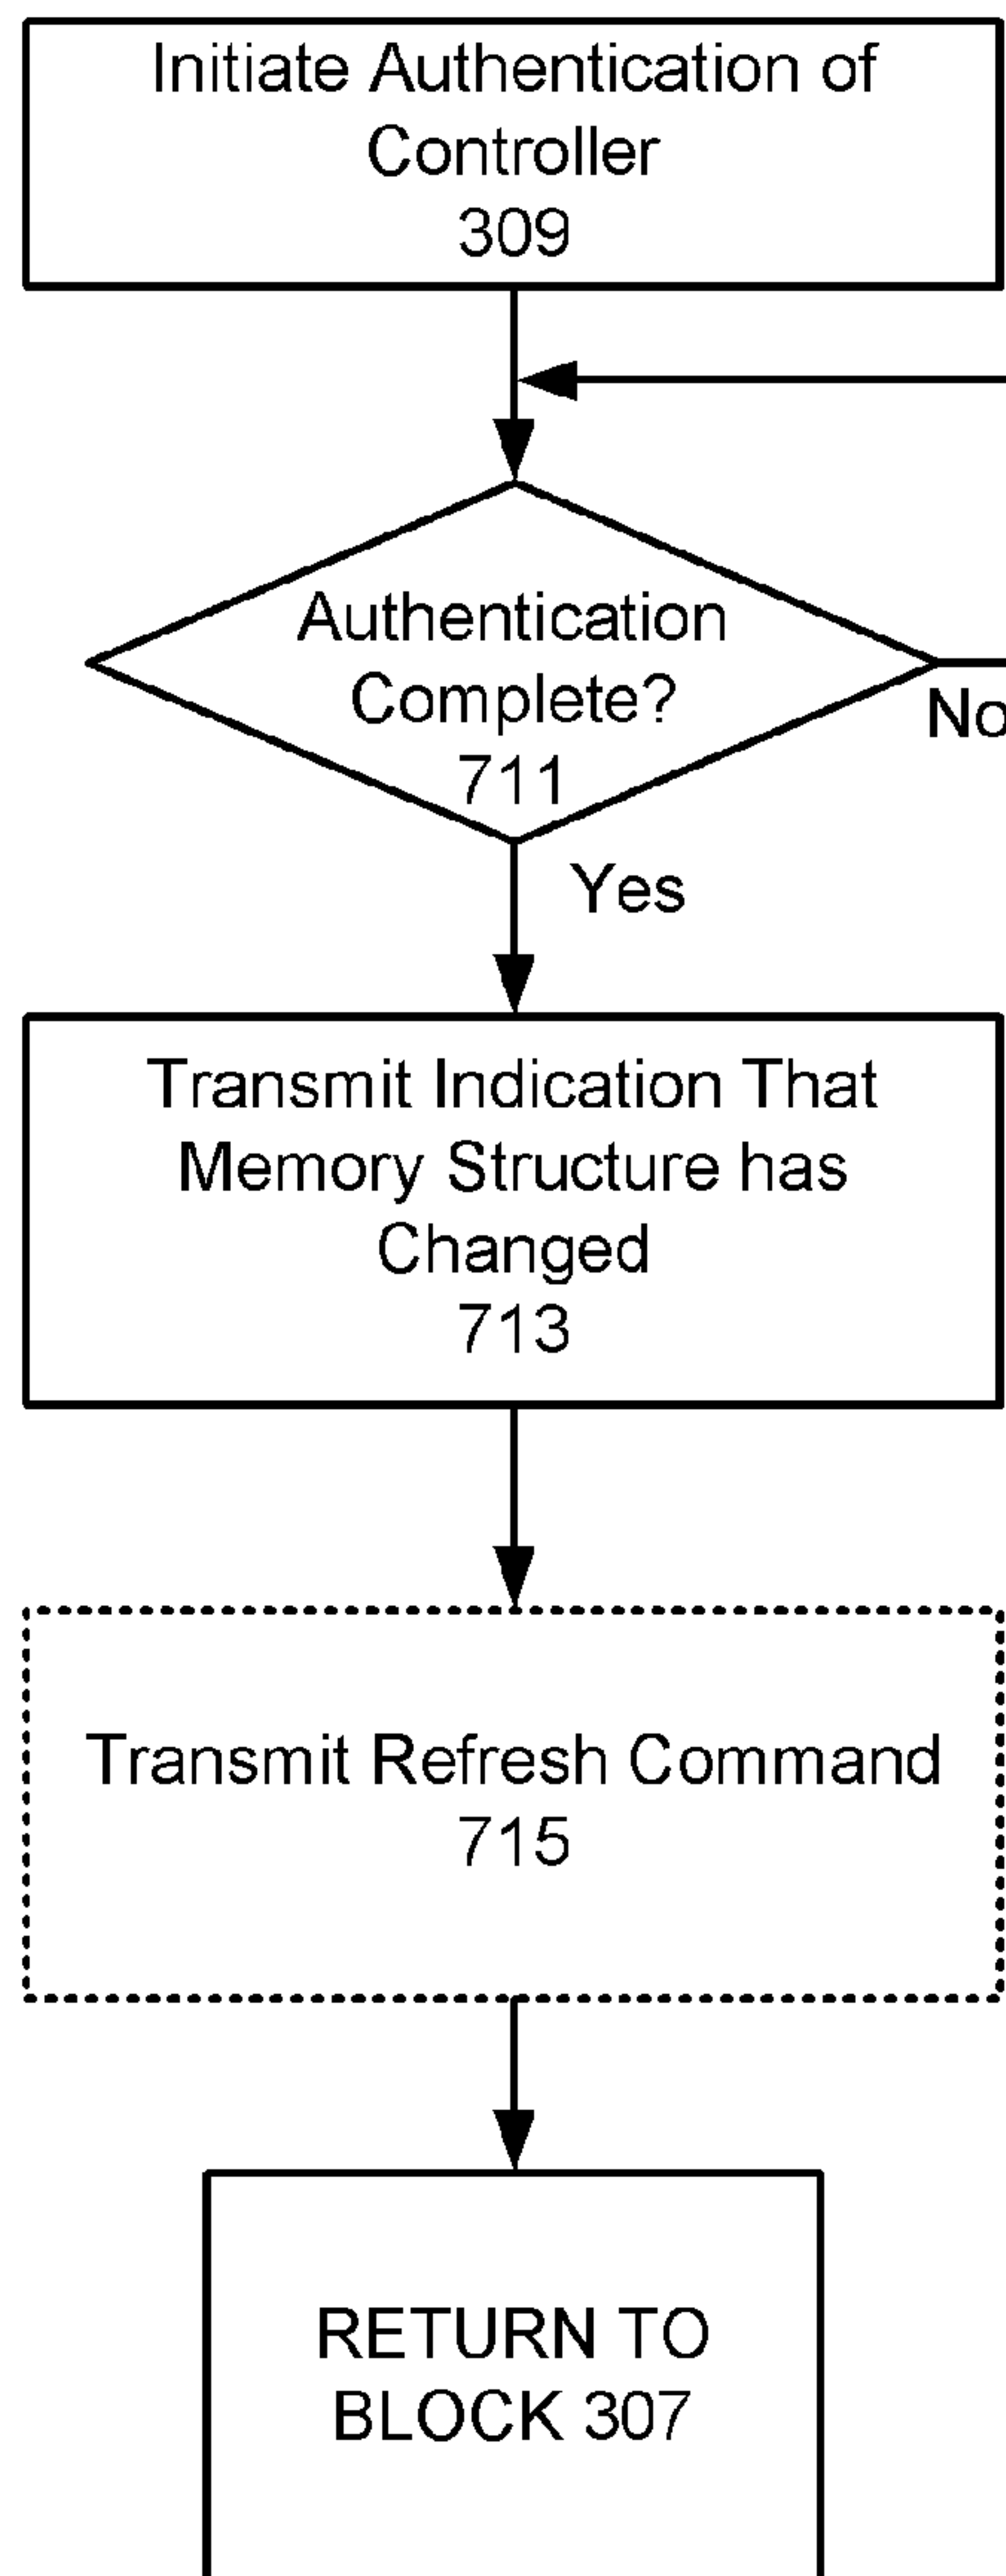 Initiate Authentication of
Controller
309
Authentication
Complete?
711
No
Yes
Transmit Indication That
Memory Structure has
Changed
713
Transmit Refresh Command
715
RETURN TO
BLOCK 307